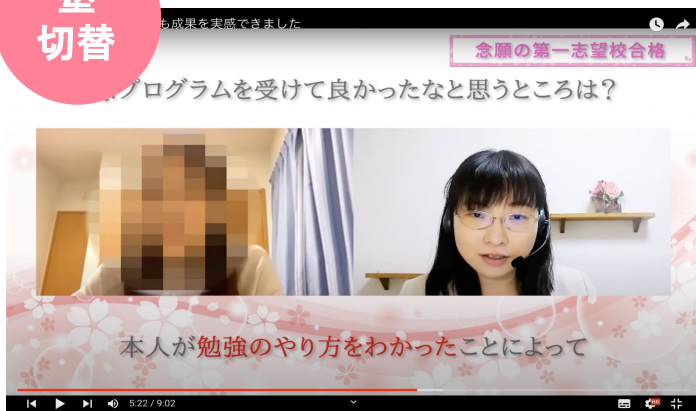 切替
も成果を実感できました
念願の第一志望校合格
プログラムを受けて良かったなと思うところは?
本人が勉強のやり方をわかったことによって
5:22 / 9:02
HD